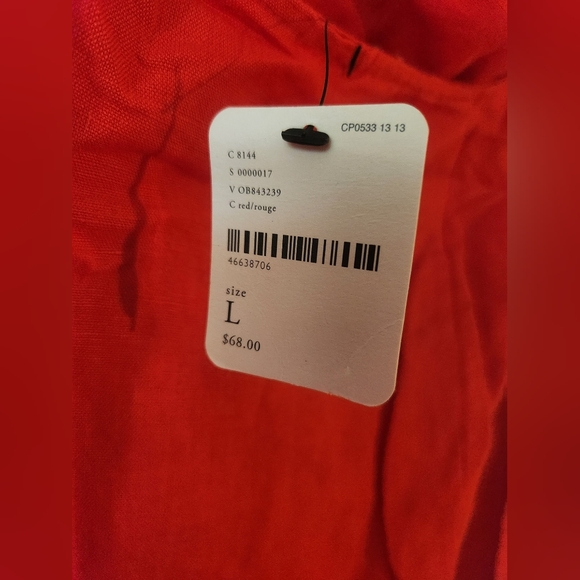 CP0533 13 13
C 8144
S 0000017
V OB843239
C red/rouge
46638706
size
L
$68.00